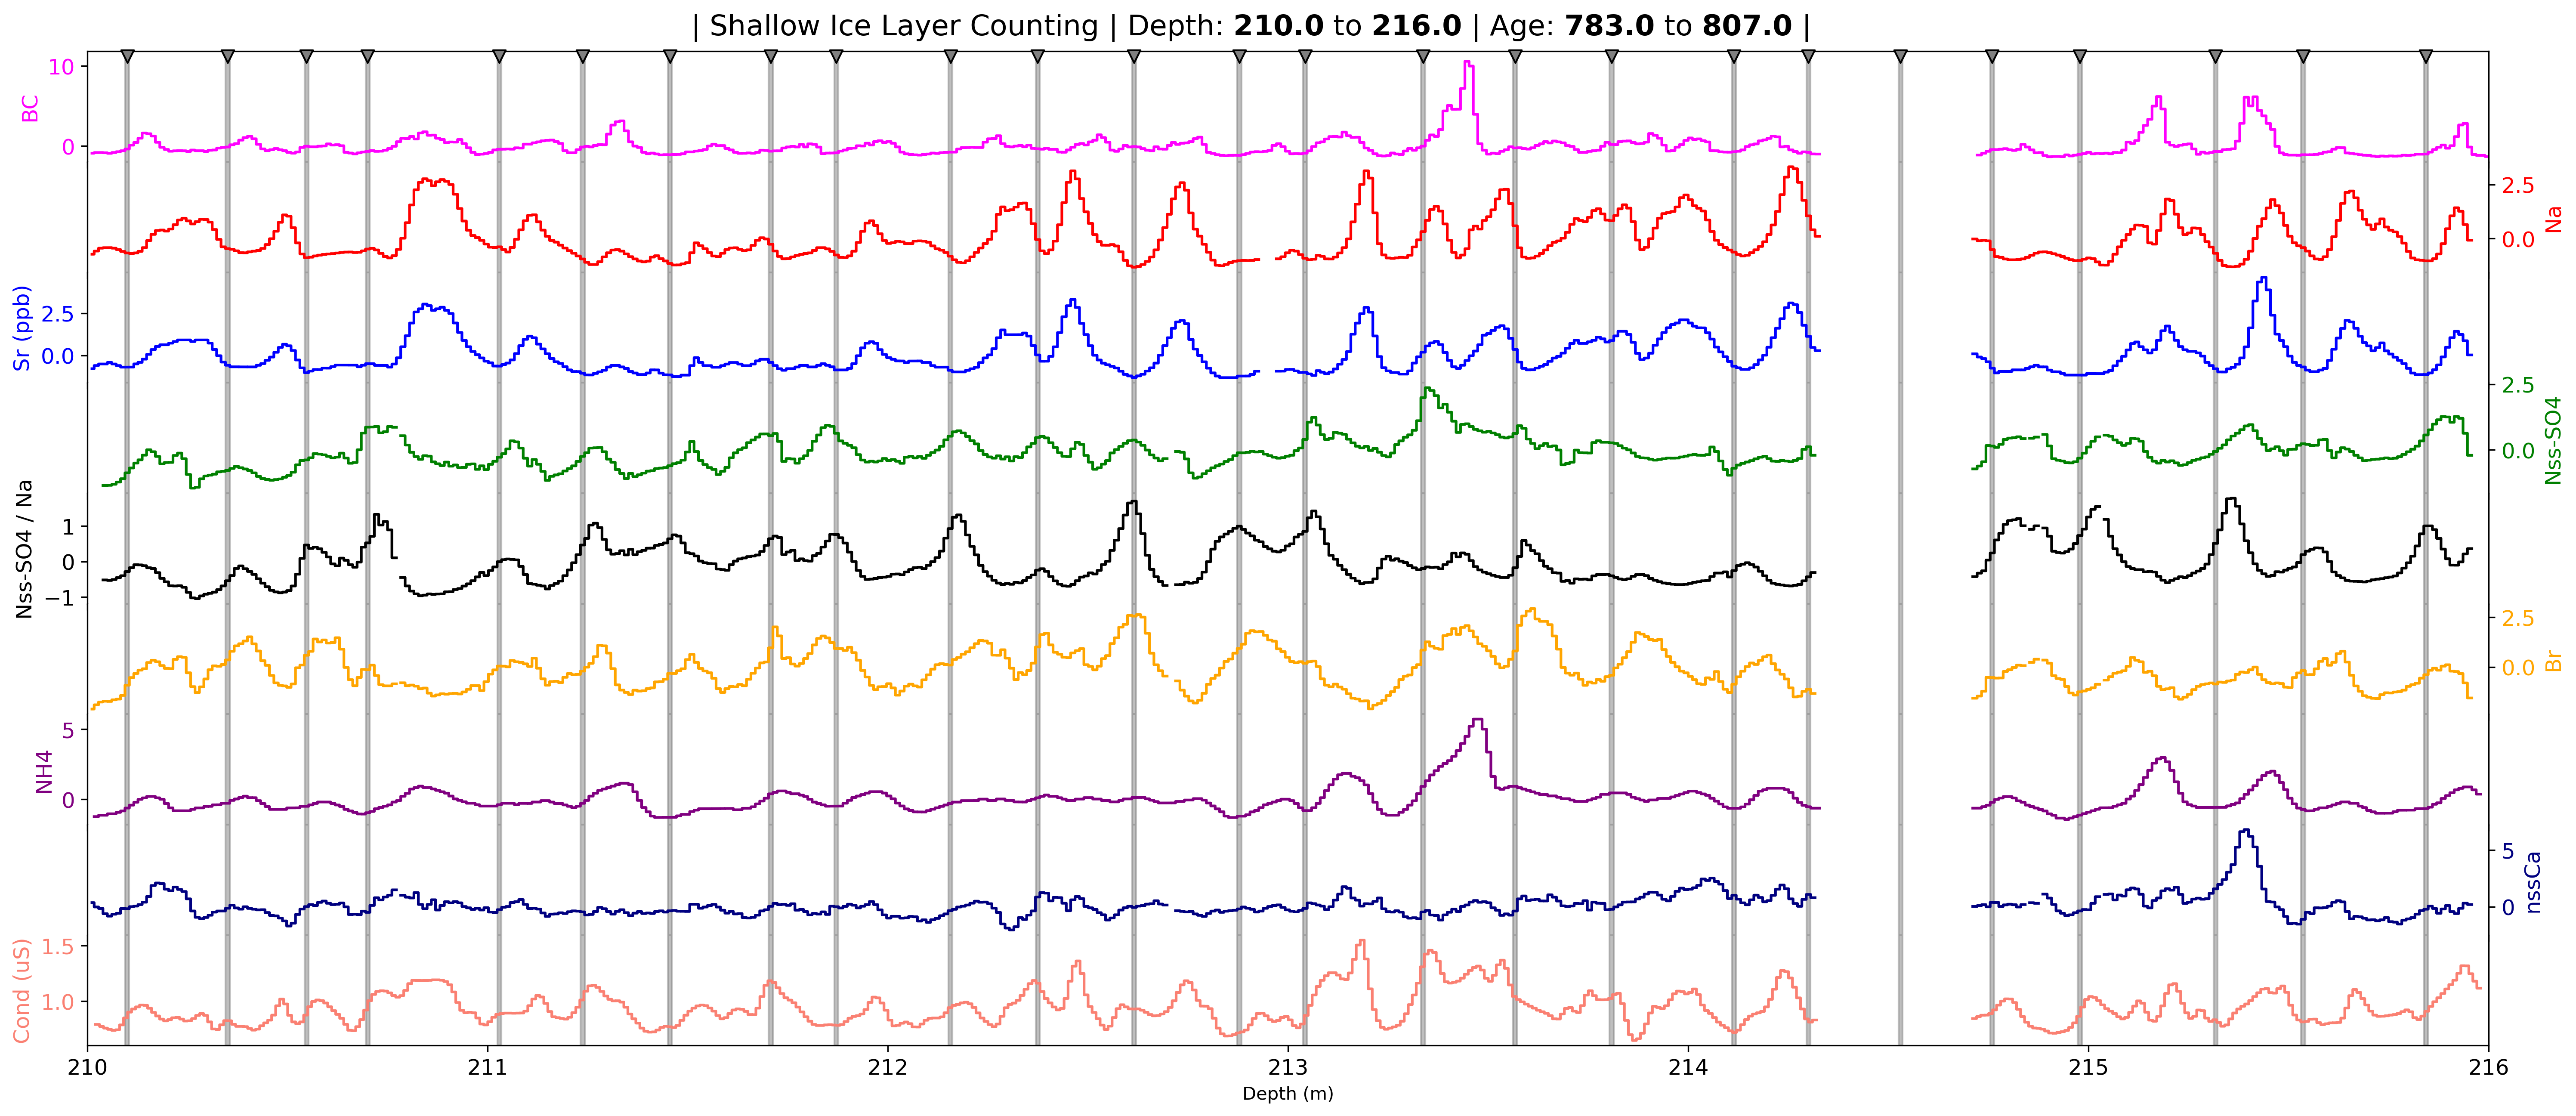 | Shallow Ice Layer Counting | Depth: 210.0 to 216.0 | Age: 783.0 to 807.0 |
BC
10
0
2.5
0.0
Na
Sr (ppb)
2.5
0.0
2.5
0.0
Nss-SO4
Nss-SO4 / Na
1
0
−1
2.5
0.0
Br
NH4
5
0
5
0
nssCa
Cond (uS)
1.5
1.0
210 211 212 213 214 215 216
Depth (m)